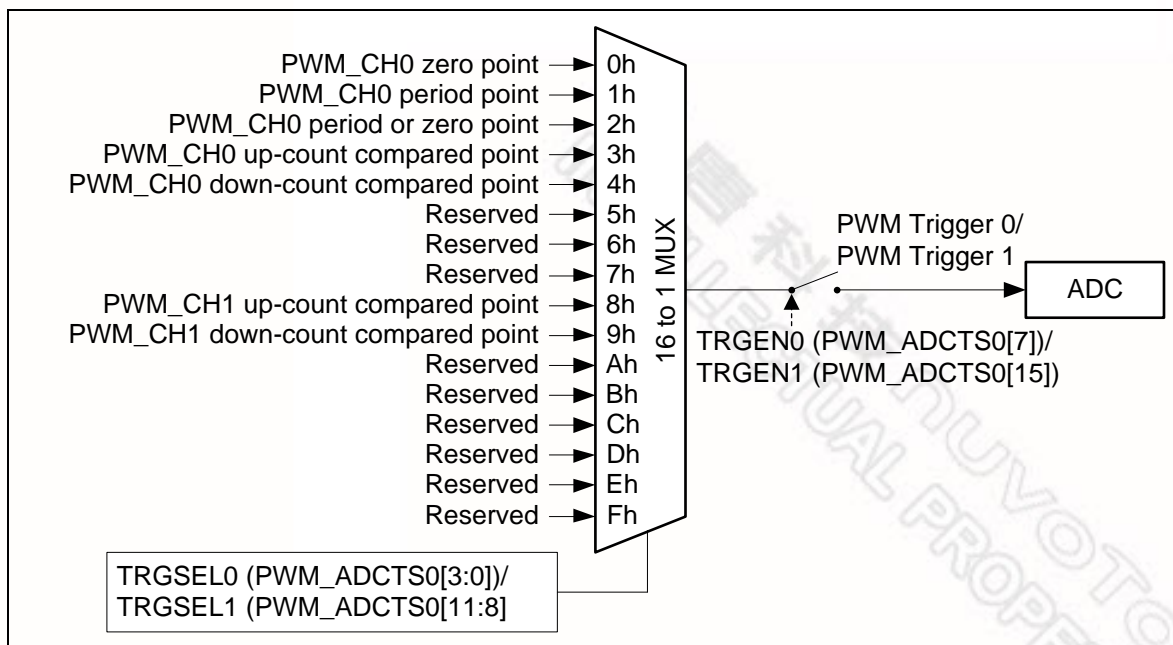 PWM_CH0 zero point
0h
PWM_CH0 period point
1h
PWM_CH0 period or zero point
2h
PWM_CH0 up-count compared point
3h
PWM_CH0 down-count compared point
4h
Reserved
5h
Reserved
6h
Reserved
7h
PWM_CH1 up-count compared point
8h
PWM_CH1 down-count compared point
9h
Reserved
Ah
Reserved
Bh
Reserved
Ch
Reserved
Dh
Reserved
Eh
Reserved
Fh
16 to 1 MUX
PWM Trigger 0/
PWM Trigger 1
ADC
TRGEN0 (PWM_ADCTS0[7])/
TRGEN1 (PWM_ADCTS0[15])
TRGSEL0 (PWM_ADCTS0[3:0])/
TRGSEL1 (PWM_ADCTS0[11:8]